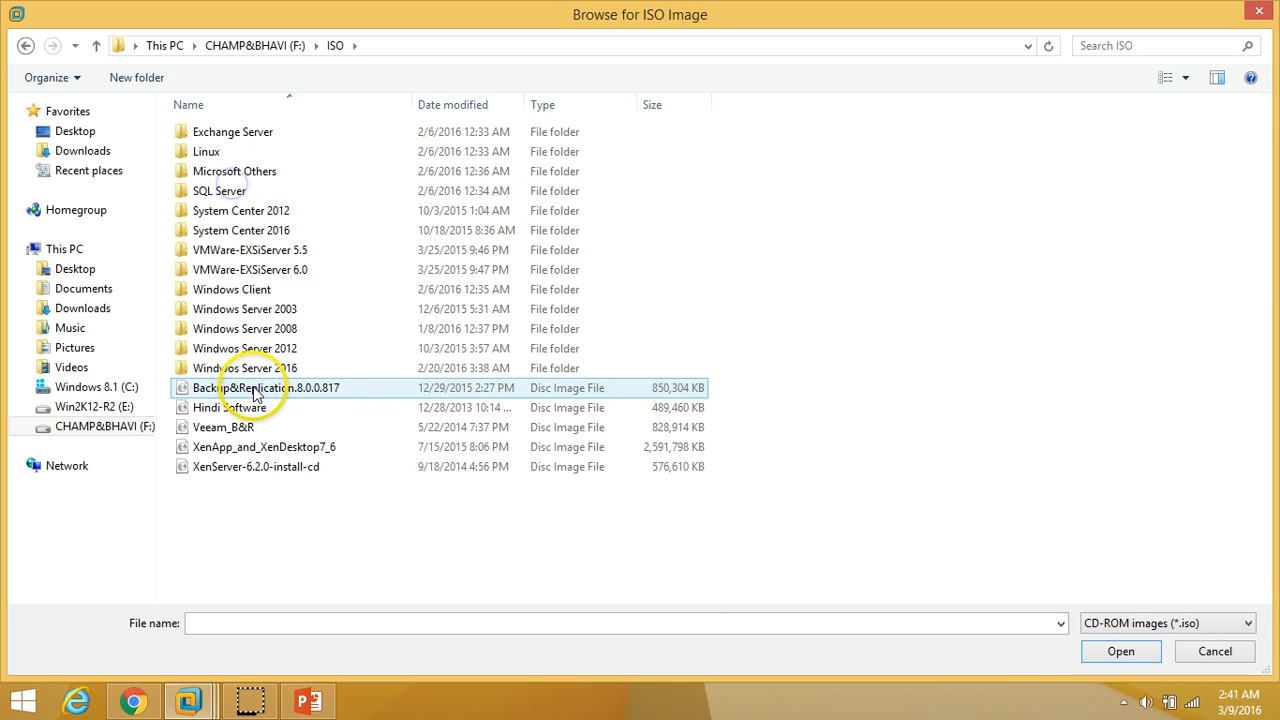 Browse for ISO Image
This PC CHAMP&BHAVI (F:) ISO Search ISO
Organize New folder
Name Date modified Type Size
Favorites
Desktop
Downloads
Recent places
Homegroup
This PC
Desktop
Documents
Downloads
Music
Pictures
Videos
Windows 8.1 (C:)
Win2K12-R2 (E:)
CHAMP&BHAVI (F:)
Network
Exchange Server 2/6/2016 12:33 AM File folder
Linux 2/6/2016 12:33 AM File folder
Microsoft Others 2/6/2016 12:36 AM File folder
SQL Server 2/6/2016 12:34 AM File folder
System Center 2012 10/3/2015 1:04 AM File folder
System Center 2016 10/18/2015 8:36 AM File folder
VMWare-EXSiServer 5.5 3/25/2015 9:46 PM File folder
VMWare-EXSiServer 6.0 3/25/2015 9:47 PM File folder
Windows Client 2/6/2016 12:35 AM File folder
Windows Server 2003 12/6/2015 5:31 AM File folder
Windows Server 2008 1/8/2016 12:37 PM File folder
Windwos Server 2012 10/3/2015 3:57 AM File folder
Windwos Server 2016 2/20/2016 3:38 AM File folder
Backup&Replication.8.0.0.817 12/29/2015 2:27 PM Disc Image File 850,304 KB
Hindi Software 12/28/2013 10:14 ... Disc Image File 489,460 KB
Veeam_B&R 5/22/2014 7:37 PM Disc Image File 828,914 KB
XenApp_and_XenDesktop7_6 7/15/2015 8:06 PM Disc Image File 2,591,798 KB
XenServer-6.2.0-install-cd 9/18/2014 4:56 PM Disc Image File 576,610 KB
File name: CD-ROM images (*.iso)
Open Cancel
2:41 AM
3/9/2016